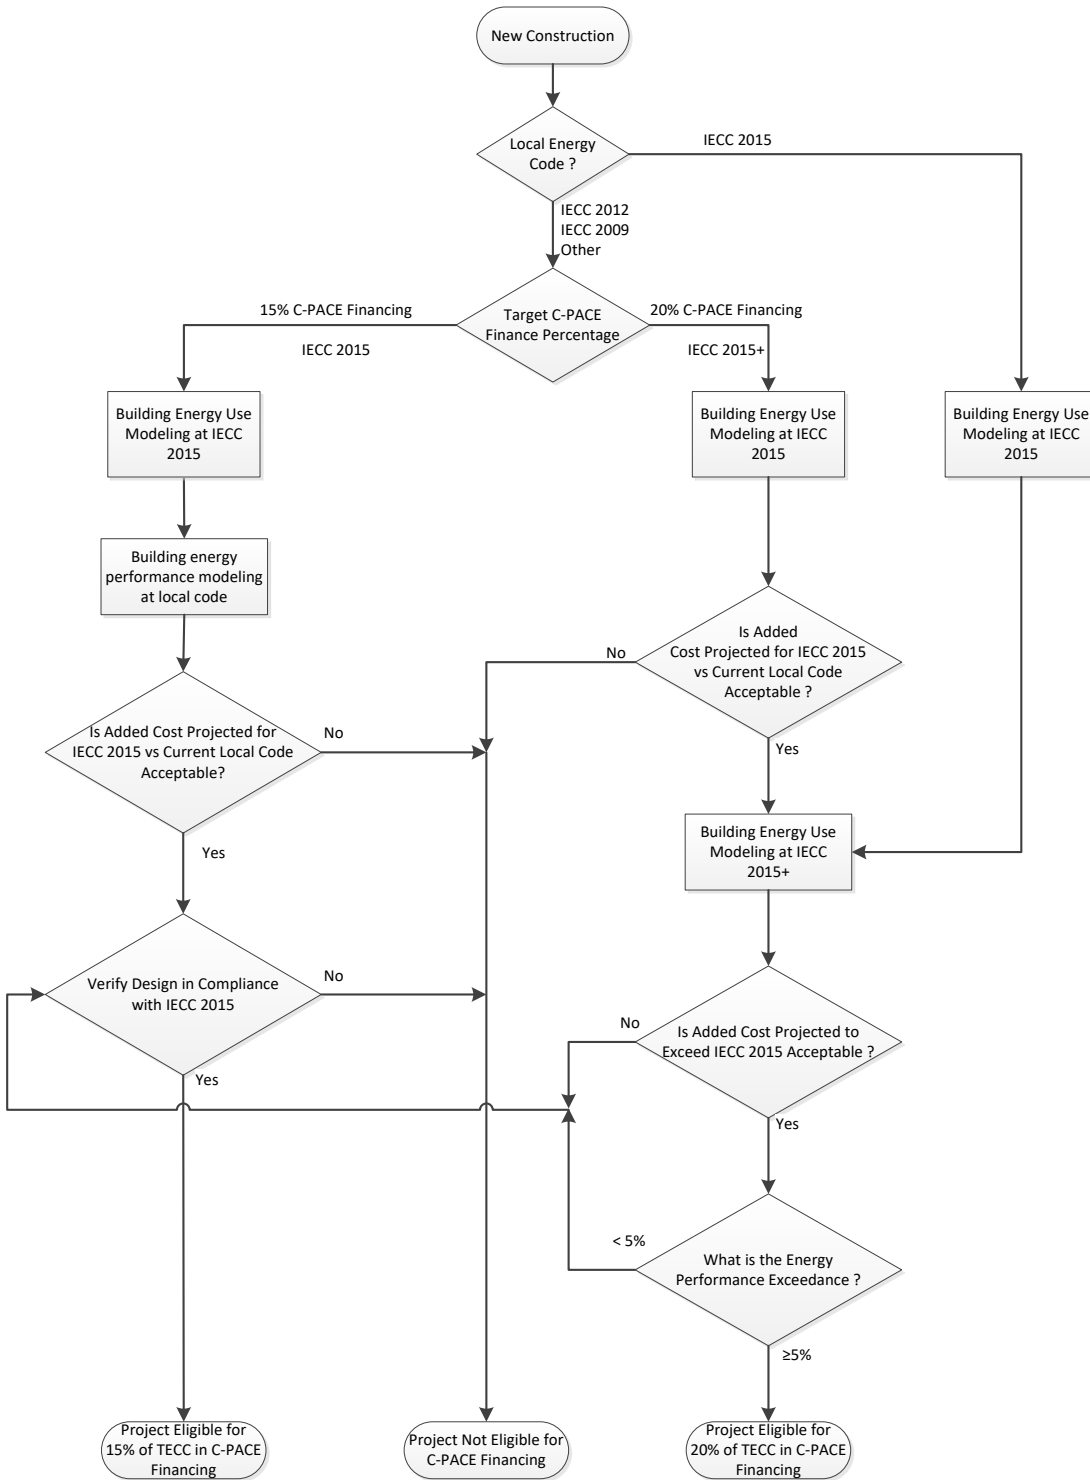 New Construction
Local Energy
Code ?
IECC 2015
IECC 2012
IECC 2009
Other
15% C-PACE Financing
IECC 2015
Target C-PACE
Finance Percentage
20% C-PACE Financing
IECC 2015+
Building Energy Use
Modeling at IECC
2015
Building Energy Use
Modeling at IECC
2015
Building Energy Use
Modeling at IECC
2015
Building energy
performance modeling
at local code
Is Added
Cost Projected for IECC 2015
vs Current Local Code
Acceptable ?
No
Yes
Is Added Cost Projected for
IECC 2015 vs Current Local Code
Acceptable?
No
Yes
Building Energy Use
Modeling at IECC
2015+
Verify Design in Compliance
with IECC 2015
No
Yes
Is Added Cost Projected to
Exceed IECC 2015 Acceptable ?
No
Yes
What is the Energy
Performance Exceedance ?
< 5%
≥5%
Project Eligible for
15% of TECC in C-PACE
Financing
Project Not Eligible for
C-PACE Financing
Project Eligible for
20% of TECC in C-PACE
Financing